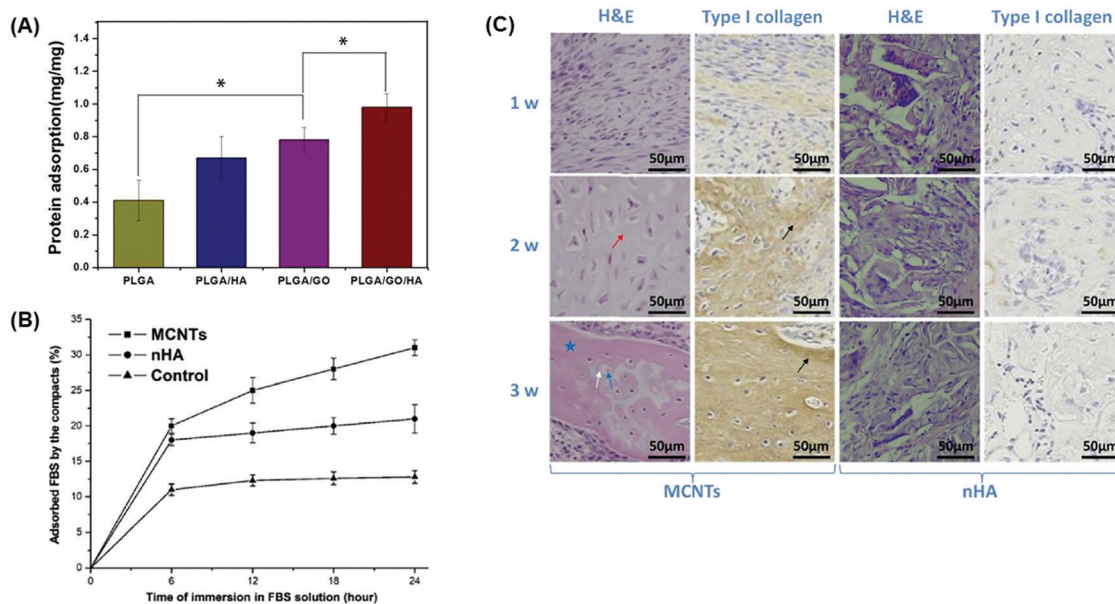 (A)
Protein adsorption(mg/mg)
1.4
1.2
1.0
0.8
0.6
0.4
0.2
0.0
*
*
PLGA PLGA/HA PLGA/GO PLGA/GO/HA
(B)
Adsorbed FBS by the compacts (%)
35
30
25
20
15
10
5
0
MCNTs
nHA
Control
0 6 12 18 24
Time of immersion in FBS solution (hour)
(C)
H&E Type I collagen H&E Type I collagen
1 w
50µm 50µm 50µm 50µm
2 w
50µm 50µm 50µm 50µm
3 w
50µm 50µm 50µm 50µm
MCNTs nHA